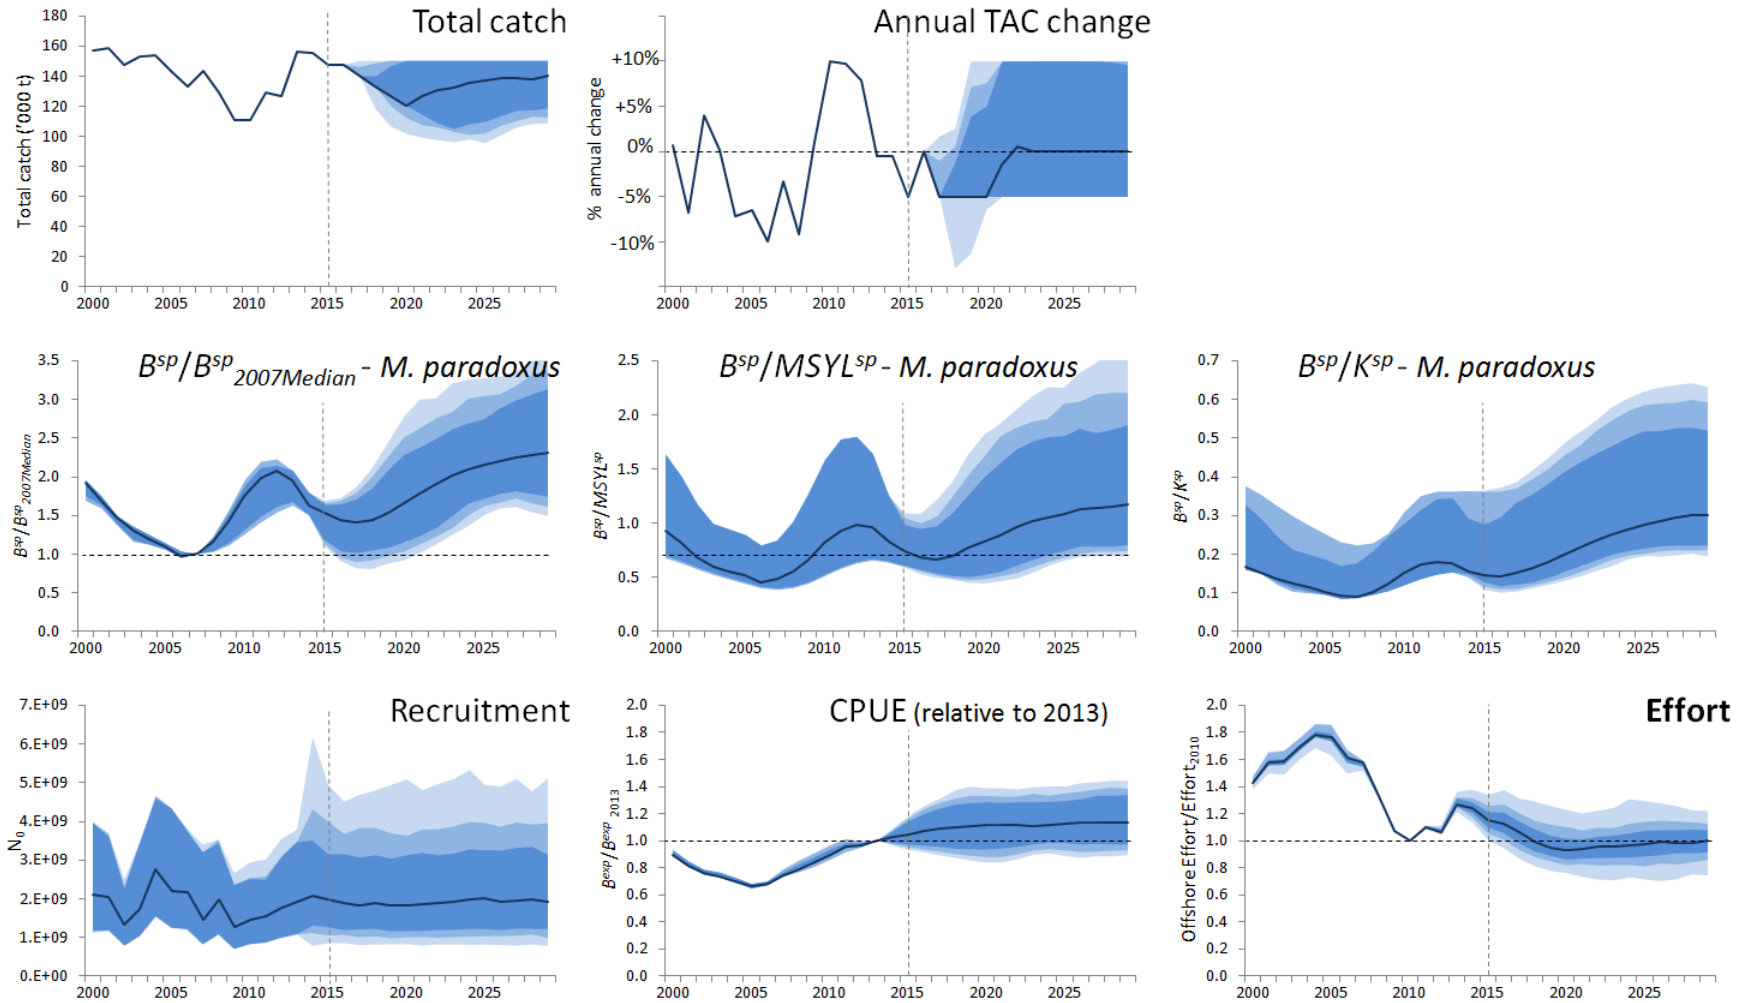 Total catch
Total catch ('000 t)
180
160
140
120
100
80
60
40
20
0
2000 2005 2010 2015 2020 2025
Annual TAC change
% annual change
+10%
+5%
0%
-5%
-10%
2000 2005 2010 2015 2020 2025
Bsp/Bsp2007Median - M. paradoxus
Bsp/Bsp2007Median
3.5
3.0
2.5
2.0
1.5
1.0
0.5
0.0
2000 2005 2010 2015 2020 2025
Bsp/MSYLsp - M. paradoxus
Bsp/MSYLsp
2.5
2.0
1.5
1.0
0.5
0.0
2000 2005 2010 2015 2020 2025
Bsp/Ksp - M. paradoxus
Bsp/Ksp
0.7
0.6
0.5
0.4
0.3
0.2
0.1
0.0
2000 2005 2010 2015 2020 2025
Recruitment
N0
7.E+09
6.E+09
5.E+09
4.E+09
3.E+09
2.E+09
1.E+09
0.E+00
2000 2005 2010 2015 2020 2025
CPUE (relative to 2013)
Bexp/Bexp2013
2.0
1.8
1.6
1.4
1.2
1.0
0.8
0.6
0.4
0.2
0.0
2000 2005 2010 2015 2020 2025
Effort
Offshore Effort/Effort2010
2.0
1.8
1.6
1.4
1.2
1.0
0.8
0.6
0.4
0.2
0.0
2000 2005 2010 2015 2020 2025